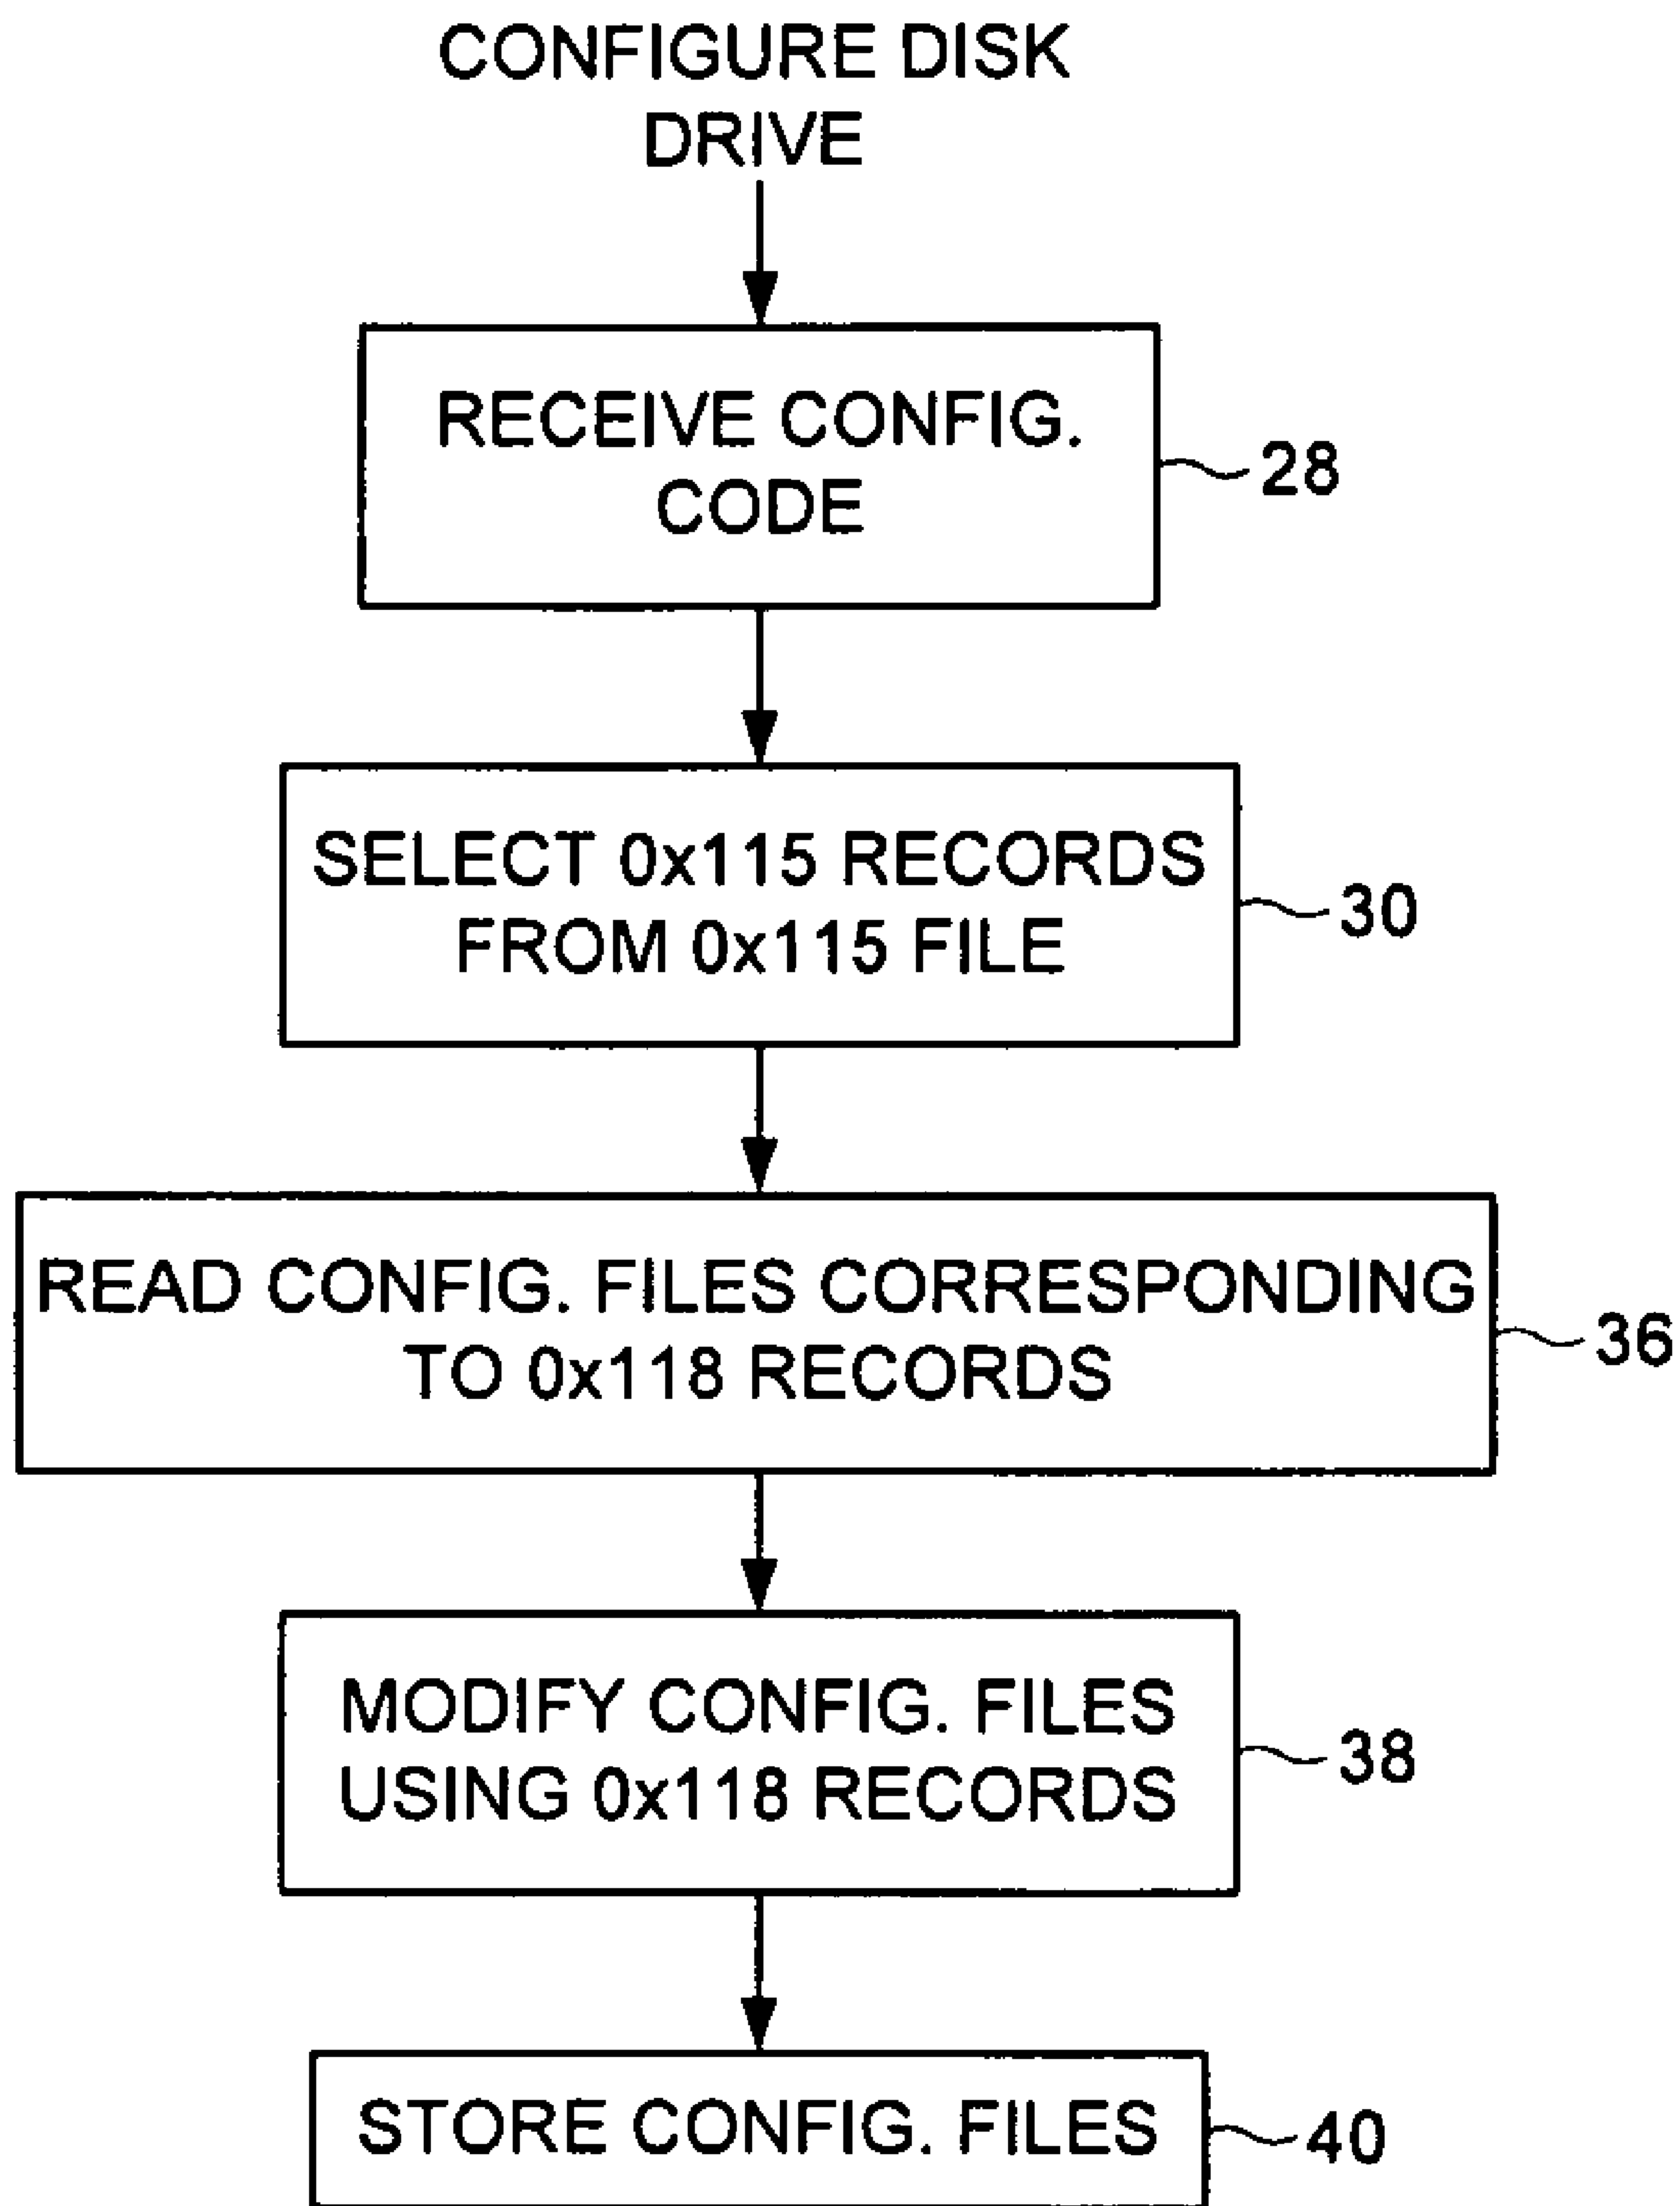 CONFIGURE DISK
DRIVE
RECEIVE CONFIG.
CODE
28
SELECT 0x115 RECORDS
FROM 0x115 FILE
30
READ CONFIG. FILES CORRESPONDING
TO 0x118 RECORDS
36
MODIFY CONFIG. FILES
USING 0x118 RECORDS
38
STORE CONFIG. FILES
40